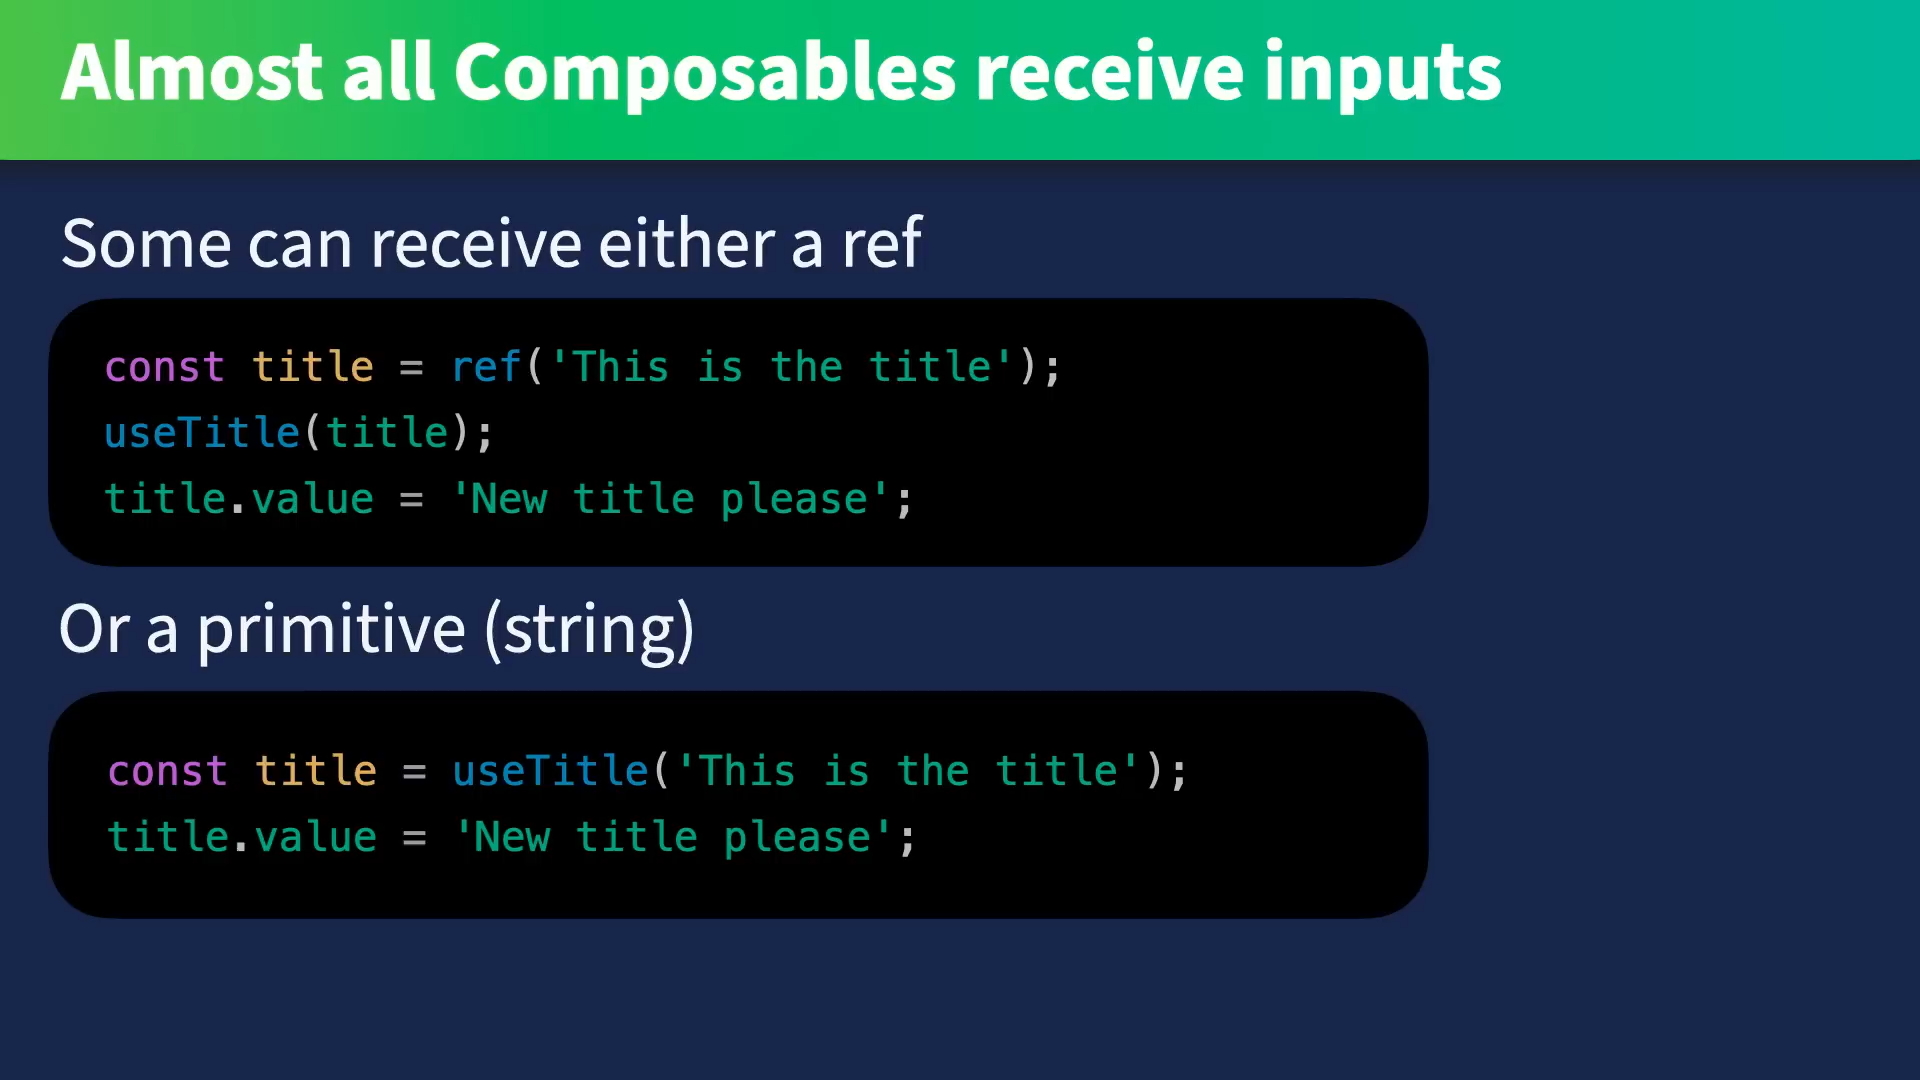 Almost all Composables receive inputs
Some can receive either a ref
const title = ref('This is the title');
useTitle(title);
title.value = 'New title please';
Or a primitive (string)
const title = useTitle('This is the title');
title.value = 'New title please';